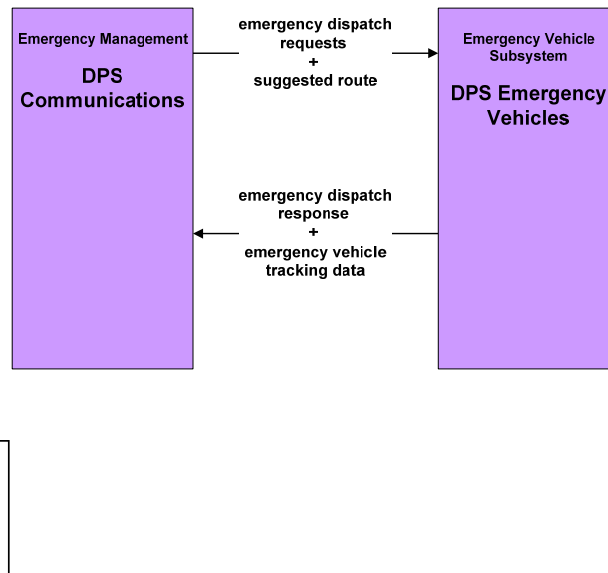 Emergency Management
DPS
Communications
emergency dispatch
requests
+
suggested route
Emergency Vehicle
Subsystem
DPS Emergency
Vehicles
emergency dispatch
response
+
emergency vehicle
tracking data